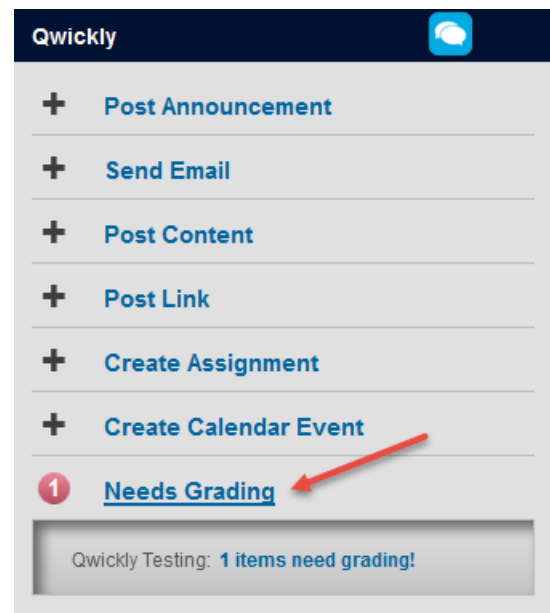 Qwickly
Post Announcement
Send Email
Post Content
Post Link
Create Assignment
Create Calendar Event
1 Needs Grading
Qwickly Testing: 1 items need grading!